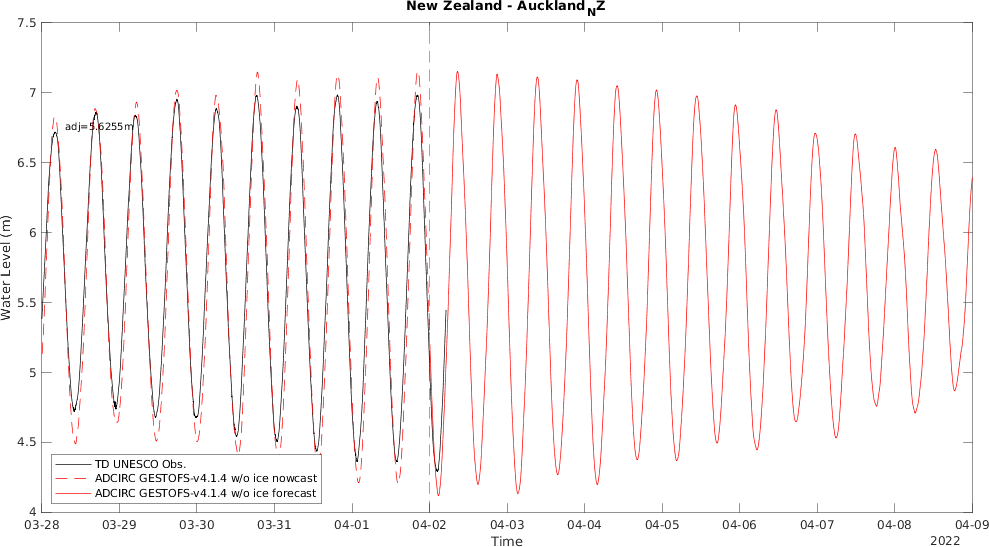 New Zealand - Auckland_NZ
7.5
7
6.5
6
5.5
5
4.5
4
Water Level (m)
adj=5.6255m
TD UNESCO Obs.
ADCIRC GESTOFS-v4.1.4 w/o ice nowcast
ADCIRC GESTOFS-v4.1.4 w/o ice forecast
03-28 03-29 03-30 03-31 04-01 04-02 04-03 04-04 04-05 04-06 04-07 04-08 04-09
Time
2022